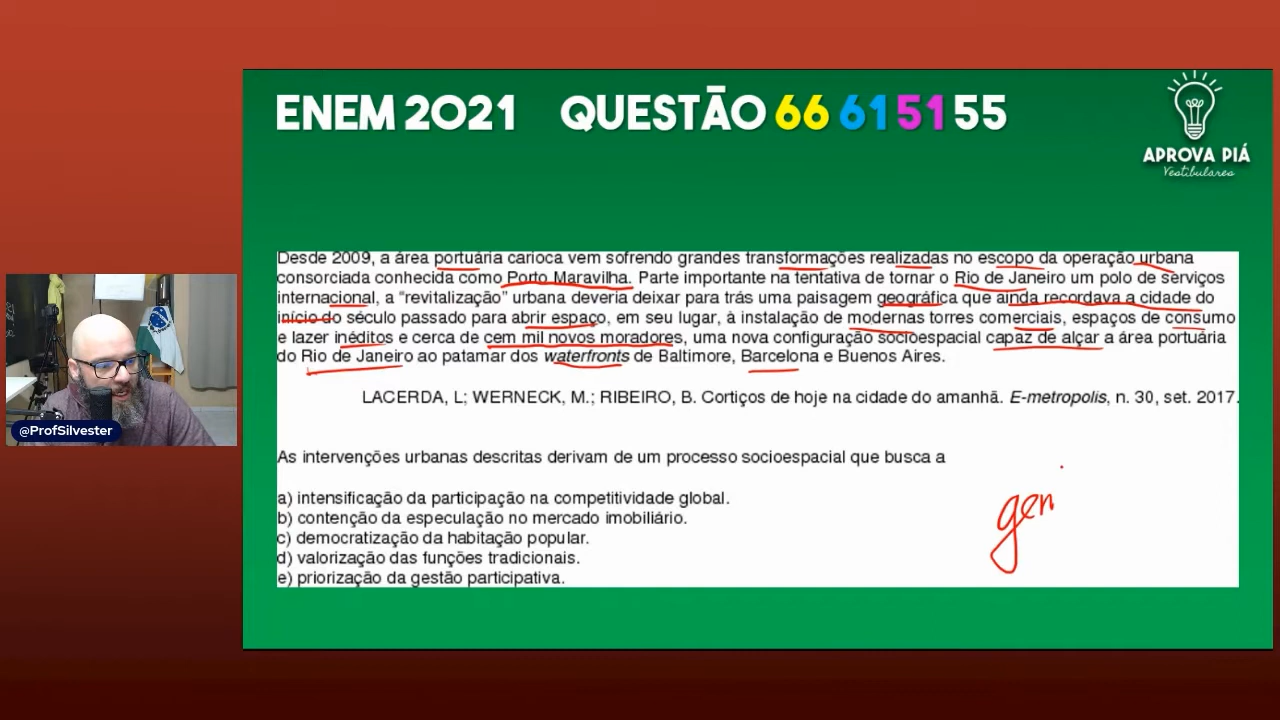 ENEM 2021 QUESTÃO 66 61 51 55
APROVA PIÁ
Vestibulares
Desde 2009, a área portuária carioca vem sofrendo grandes transformações realizadas no escopo da operação urbana
consorciada conhecida como Porto Maravilha. Parte importante na tentativa de tornar o Rio de Janeiro um polo de serviços
internacional, a “revitalização” urbana deveria deixar para trás uma paisagem geográfica que ainda recordava a cidade do
início do século passado para abrir espaço, em seu lugar, à instalação de modernas torres comerciais, espaços de consumo
e lazer inéditos e cerca de cem mil novos moradores, uma nova configuração socioespacial capaz de alçar a área portuária
do Rio de Janeiro ao patamar dos waterfronts de Baltimore, Barcelona e Buenos Aires.
LACERDA, L; WERNECK, M.; RIBEIRO, B. Cortiços de hoje na cidade do amanhã. E-metropolis, n. 30, set. 2017.
@ProfSilvester
As intervenções urbanas descritas derivam de um processo socioespacial que busca a
a) intensificação da participação na competitividade global.
b) contenção da especulação no mercado imobiliário.
c) democratização da habitação popular.
d) valorização das funções tradicionais.
e) priorização da gestão participativa.
gen